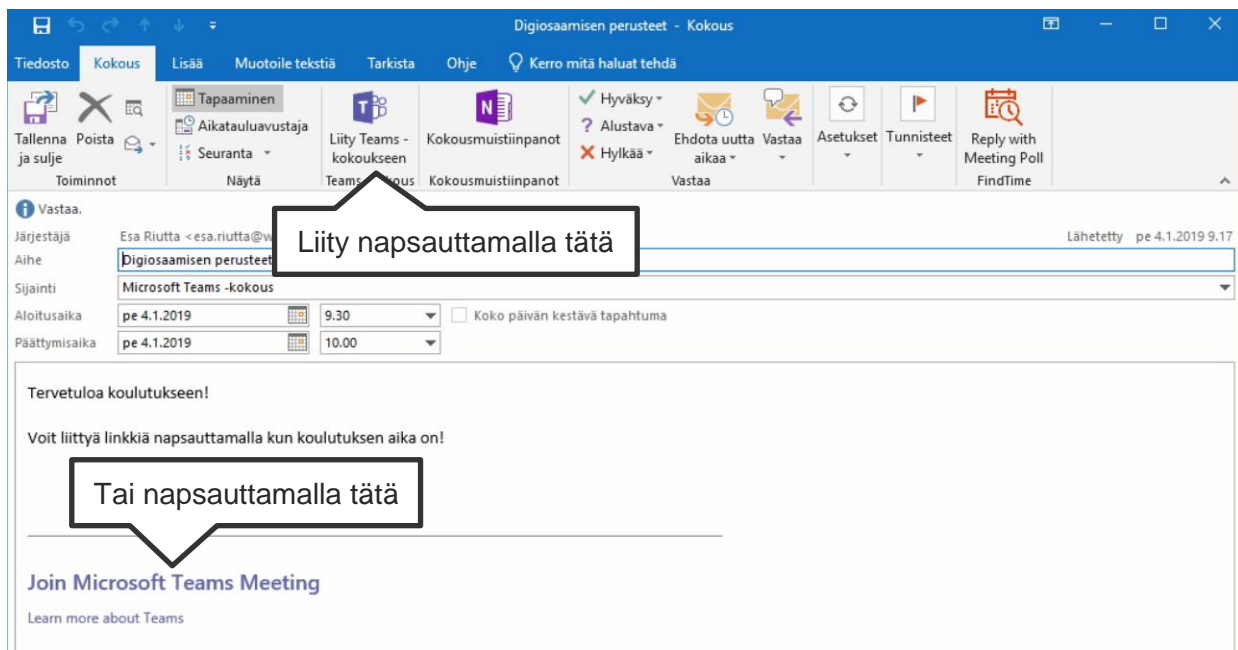 Digiosaamisen perusteet - Kokous
Tiedosto Kokous Lisää Muotoile tekstiä Tarkista Ohje Kerro mitä haluat tehdä
Tallenna ja sulje
Poista
Toiminnot
Tapaaminen
Aikatauluavustaja
Seuranta
Näytä
Liity Teams -
kokoukseen
Teams
Kokousmuistiinpanot
Kokousmuistiinpanot
Hyväksy
Alustava
Hylkää
Ehdota uutta
aikaa
Vastaa
Vastaa
Asetukset
Tunnisteet
Reply with
Meeting Poll
FindTime
Vastaa.
Liity napsauttamalla tätä
Järjestäjä Esa Riutta <esa.riutta@w Lähetetty pe 4.1.2019 9.17
Aihe Digiosaamisen perusteet
Sijainti Microsoft Teams -kokous
Aloitusaika pe 4.1.2019 9.30 Koko päivän kestävä tapahtuma
Päättymisaika pe 4.1.2019 10.00
Tervetuloa koulutukseen!
Voit liittyä linkkiä napsauttamalla kun koulutuksen aika on!
Tai napsauttamalla tätä
Join Microsoft Teams Meeting
Learn more about Teams